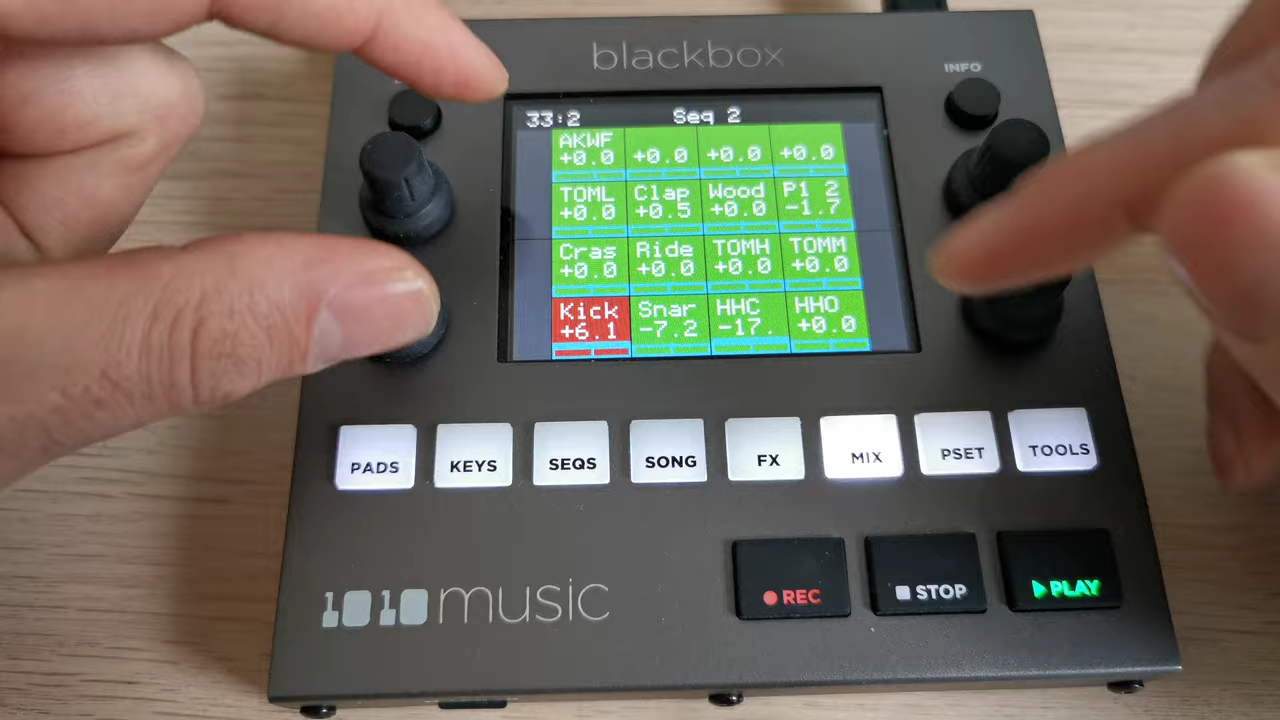 blackbox
INFO
33:2 Seq 2
AKWF
+0.0 +0.0 +0.0 +0.0
TOML Clap Wood P1 2
+0.0 +0.5 +0.0 -1.7
Cras Ride TOMH TOMM
+0.0 +0.0 +0.0 +0.0
Kick Snar HHC HHO
+6.1 -7.2 -17. +0.0
PADS KEYS SEQS SONG FX MIX PSET TOOLS
REC STOP PLAY
1010music